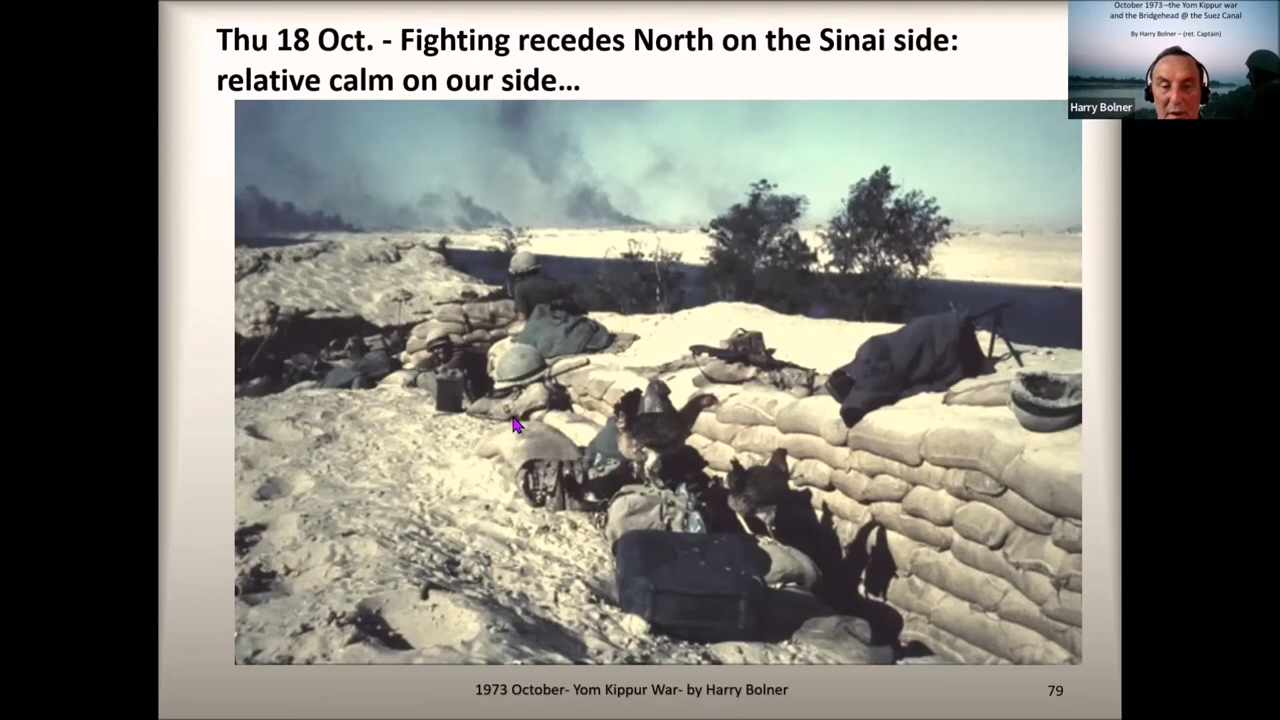 Thu 18 Oct. - Fighting recedes North on the Sinai side:
relative calm on our side…
October 1973 –the Yom Kippur war
and the Bridgehead @ the Suez Canal
By Harry Bolner – (ret. Captain)
Harry Bolner
1973 October- Yom Kippur War- by Harry Bolner
79